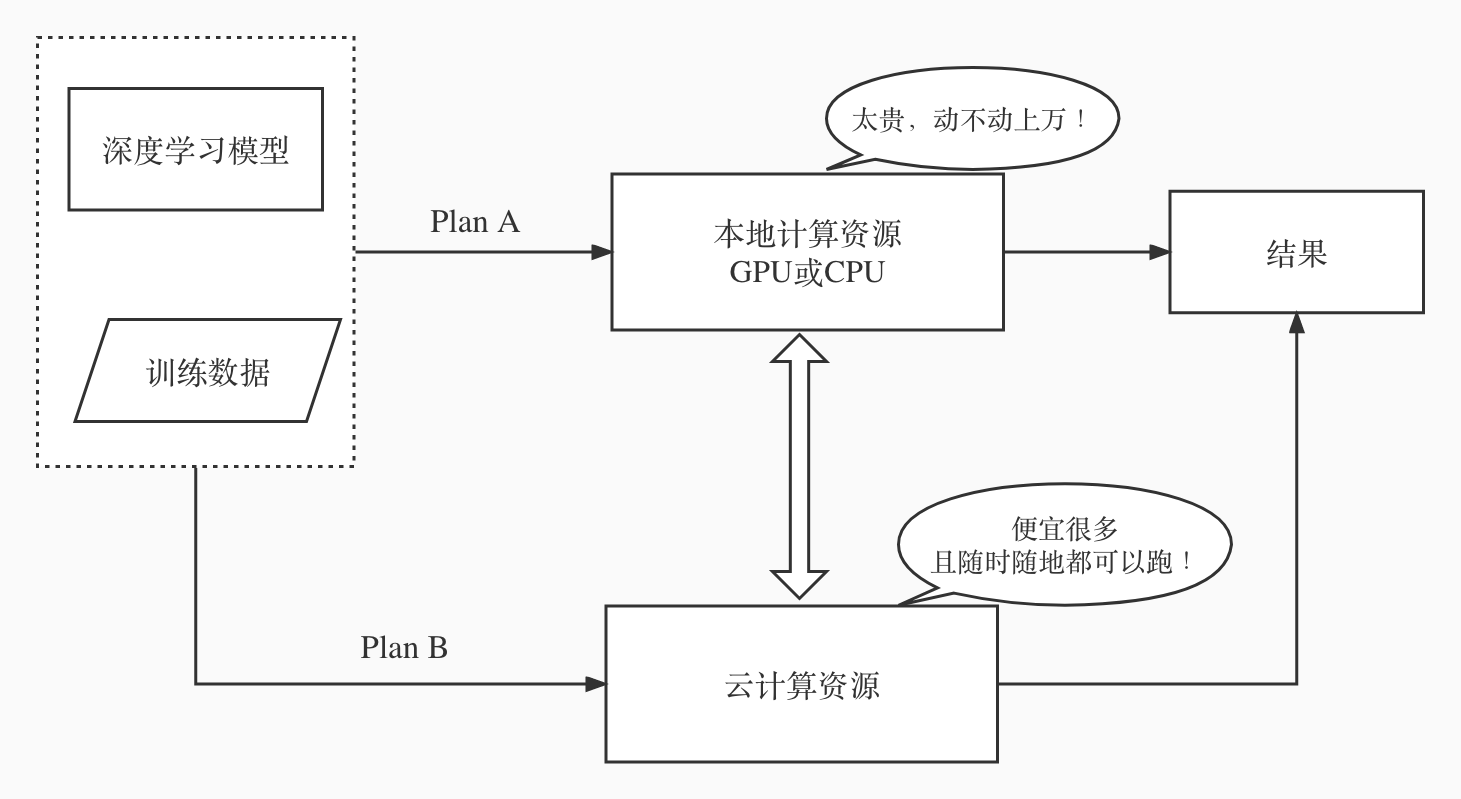 深度学习模型
训练数据
Plan A
太贵，动不动上万！
本地计算资源
GPU或CPU
结果
Plan B
便宜很多
且随时随地都可以跑！
云计算资源